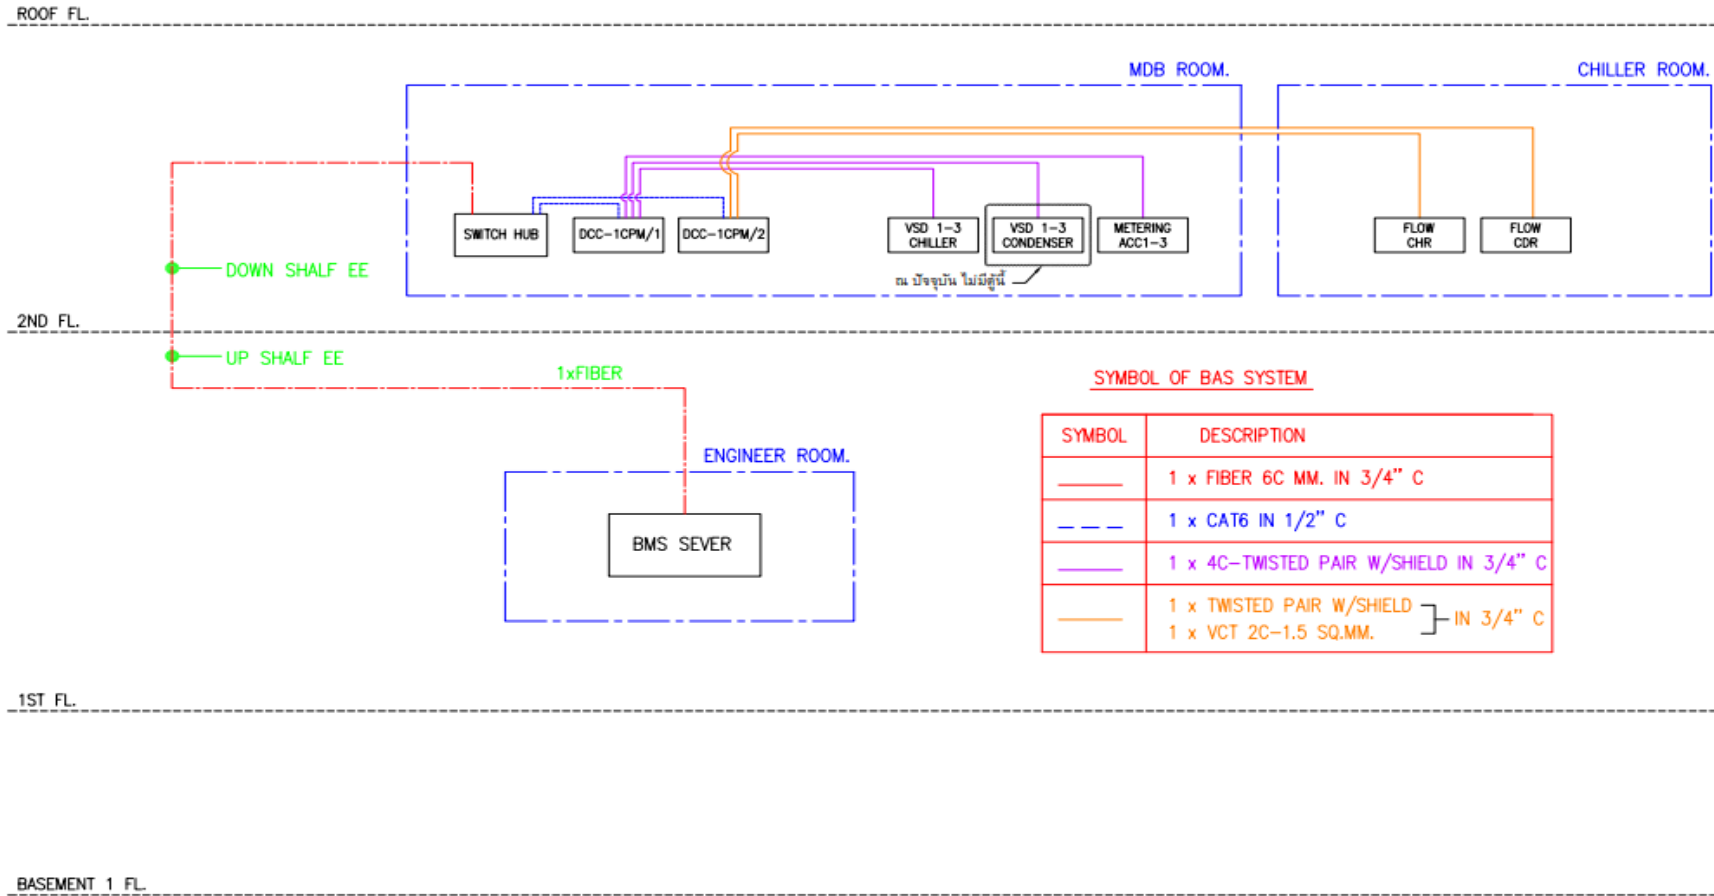 ROOF FL.
MDB ROOM.
CHILLER ROOM.
SWITCH HUB
DCC-1CPM/1
DCC-1CPM/2
VSD 1-3
CHILLER
VSD 1-3
CONDENSER
METERING
ACC1-3
FLOW
CHR
FLOW
CDR
ณ ปัจจุบัน ไม่มีตู้นี้
DOWN SHALF EE
2ND FL.
UP SHALF EE
1xFIBER
ENGINEER ROOM.
BMS SEVER
SYMBOL OF BAS SYSTEM
SYMBOL DESCRIPTION
1 x FIBER 6C MM. IN 3/4" C
1 x CAT6 IN 1/2" C
1 x 4C-TWISTED PAIR W/SHIELD IN 3/4" C
1 x TWISTED PAIR W/SHIELD
1 x VCT 2C-1.5 SQ.MM.
IN 3/4" C
1ST FL.
BASEMENT 1 FL.